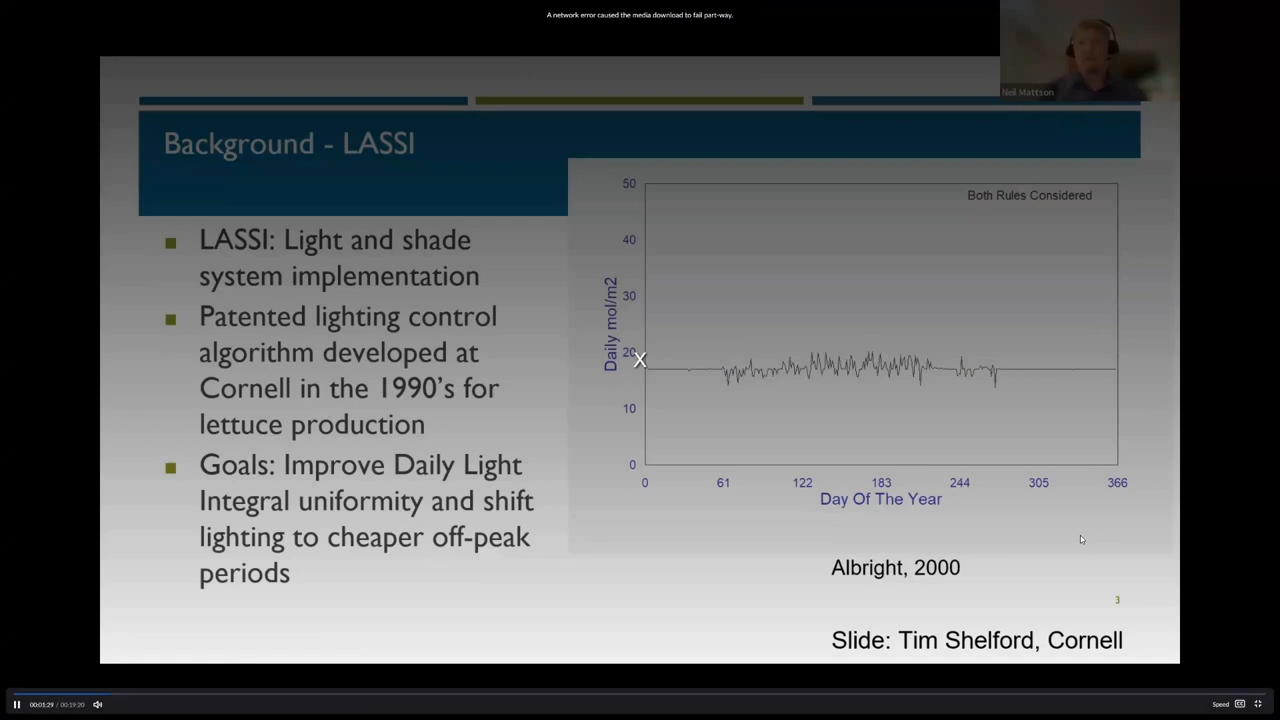 A network error caused the media download to fail part-way.
Neil Mattson
Background - LASSI
LASSI: Light and shade
system implementation
Patented lighting control
algorithm developed at
Cornell in the 1990's for
lettuce production
Goals: Improve Daily Light
Integral uniformity and shift
lighting to cheaper off-peak
periods
Both Rules Considered
Daily mol/m2
50
40
30
20
10
0
X
0 61 122 183 244 305 366
Day Of The Year
Albright, 2000
3
Slide: Tim Shelford, Cornell
00:01:29 / 00:19:20
Speed
CC